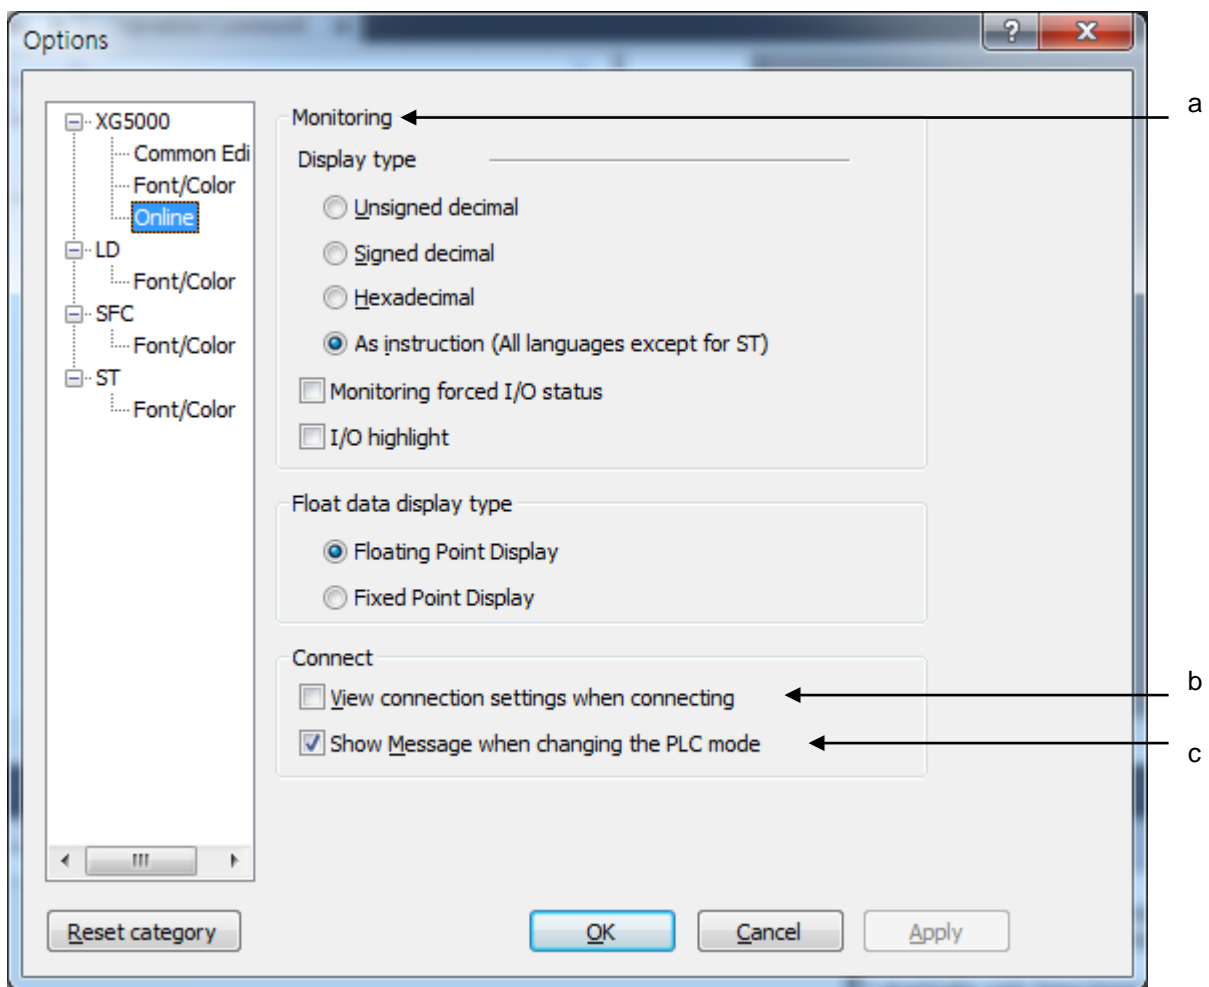 Options
?
X
a
XG5000
Common Edi
Font/Color
Online
LD
Font/Color
SFC
Font/Color
ST
Font/Color
Monitoring
Display type
Unsigned decimal
Signed decimal
Hexadecimal
As instruction (All languages except for ST)
Monitoring forced I/O status
I/O highlight
Float data display type
Floating Point Display
Fixed Point Display
Connect
View connection settings when connecting
b
Show Message when changing the PLC mode
c
Reset category
OK
Cancel
Apply